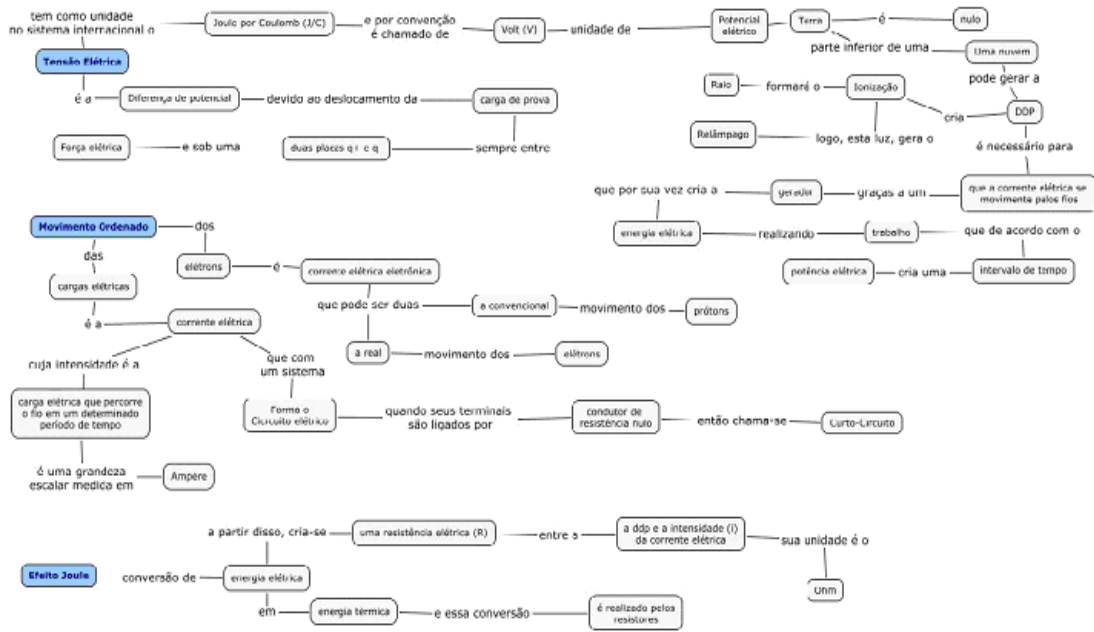 tem como unidade
no sistema internacional o
Joule por Coulomb (J/C)
e por convenção
é chamado de
Volt (V)
unidade de
Potencial
elétrico
Terra
é
nulo
parte inferior de uma
Uma nuvem
pode gerar a
DDP
Tensão Elétrica
é a
Diferença de potencial
devido ao deslocamento da
carga de prova
sempre entre
duas placas q+ e q
e sob uma
Força elétrica
Raio
formará o
Ionização
cria
Relâmpago
logo, esta luz, gera o
é necessário para
que a corrente elétrica se
movimente pelos fios
graças a um
gerador
que por sua vez cria a
energia elétrica
realizando
trabalho
que de acordo com o
intervalo de tempo
cria uma
potência elétrica
Movimento Ordenado
dos
elétrons
é
corrente elétrica eletrônica
que pode ser duas
a convencional
movimento dos
prótons
a real
movimento dos
elétrons
das
cargas elétricas
é a
corrente elétrica
cuja intensidade é a
carga elétrica que percorre
o fio em um determinado
período de tempo
é uma grandeza
escalar medica em
Ampere
que com
um sistema
Forma o
Cicrcuito elétrico
quando seus terminais
são ligados por
condutor de
resistência nulo
então chama-se
Curto-Circuito
Efeito Joule
conversão de
energia elétrica
a partir disso, cria-se
uma resistência elétrica (R)
entre a
a ddp e a intensidade (i)
da corrente elétrica
sua unidade é o
em
energia térmica
e essa conversão
é realizado pelos
resistores